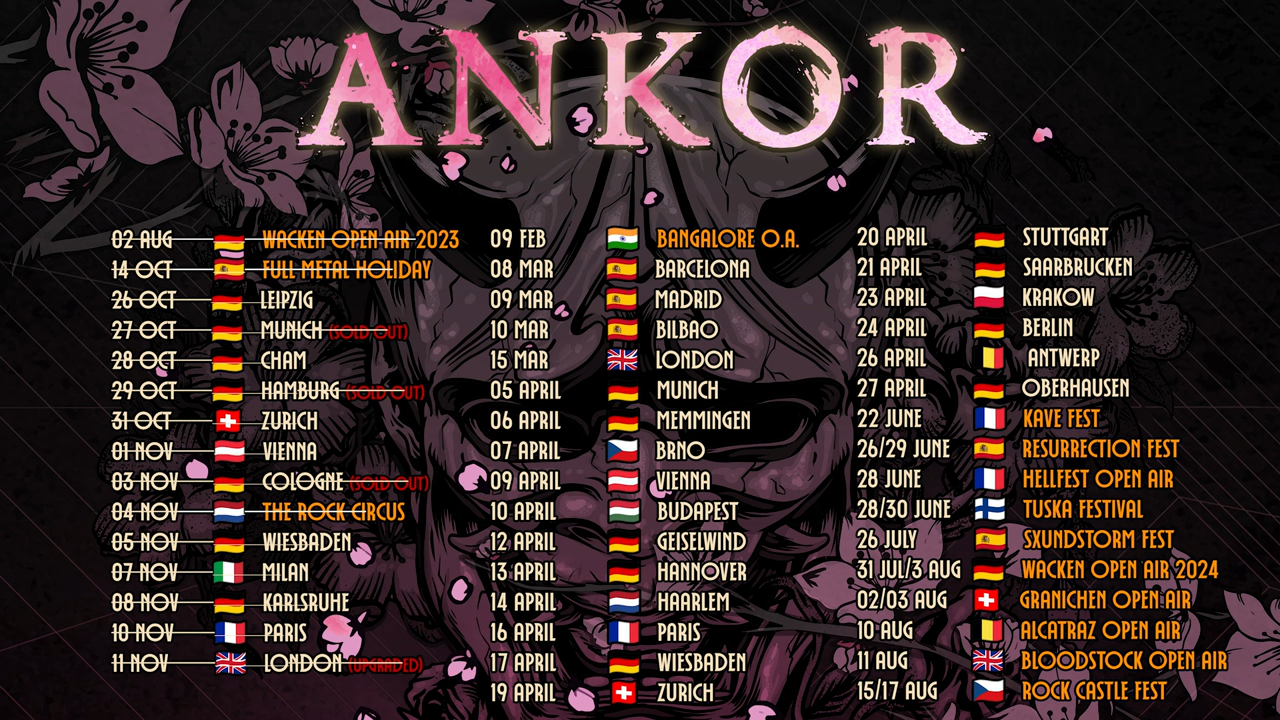 ANKOR
02 AUG WACKEN OPEN AIR 2023
14 OCT FULL METAL HOLIDAY
26 OCT LEIPZIG
27 OCT MUNICH (SOLD OUT)
28 OCT CHAM
29 OCT HAMBURG (SOLD OUT)
31 OCT ZURICH
01 NOV VIENNA
03 NOV COLOGNE (SOLD OUT)
04 NOV THE ROCK CIRCUS
05 NOV WIESBADEN
07 NOV MILAN
08 NOV KARLSRUHE
10 NOV PARIS
11 NOV LONDON (UPGRADED)
09 FEB BANGALORE O.A.
08 MAR BARCELONA
09 MAR MADRID
10 MAR BILBAO
15 MAR LONDON
05 APRIL MUNICH
06 APRIL MEMMINGEN
07 APRIL BRNO
09 APRIL VIENNA
10 APRIL BUDAPEST
12 APRIL GEISELWIND
13 APRIL HANNOVER
14 APRIL HAARLEM
16 APRIL PARIS
17 APRIL WIESBADEN
19 APRIL ZURICH
20 APRIL STUTTGART
21 APRIL SAARBRUCKEN
23 APRIL KRAKOW
24 APRIL BERLIN
26 APRIL ANTWERP
27 APRIL OBERHAUSEN
22 JUNE KAVE FEST
26/29 JUNE RESURRECTION FEST
28 JUNE HELLFEST OPEN AIR
28/30 JUNE TUSKA FESTIVAL
26 JULY SXUNDSTORM FEST
31 JUL/3 AUG WACKEN OPEN AIR 2024
02/03 AUG GRANICHEN OPEN AIR
10 AUG ALCATRAZ OPEN AIR
11 AUG BLOODSTOCK OPEN AIR
15/17 AUG ROCK CASTLE FEST